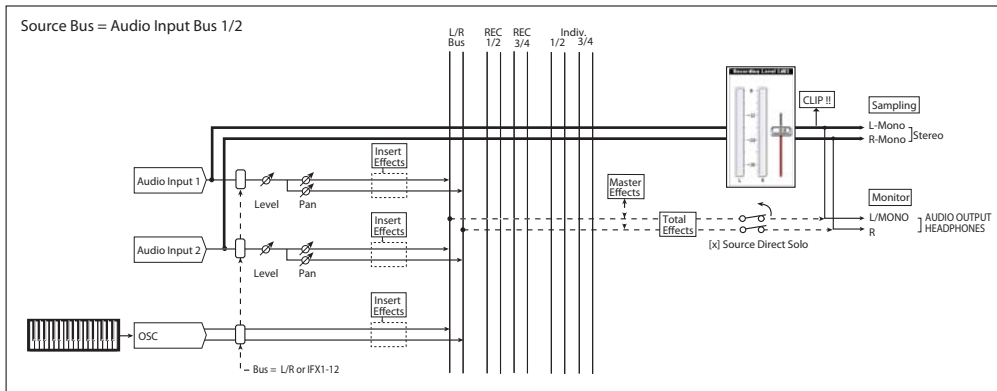 Source Bus = Audio Input Bus 1/2
L/R Bus
REC 1/2
REC 3/4
Indiv.
1/2 3/4
Recording Level
L R
CLIP !!
Sampling
L-Mono
R-Mono
Stereo
Audio Input 1
Level
Pan
Insert Effects
Master Effects
Total Effects
[x] Source Direct Solo
Monitor
L/MONO
R
AUDIO OUTPUT
HEADPHONES
Audio Input 2
Level
Pan
Insert Effects
OSC
Insert Effects
Bus = L/R or IFX1-12